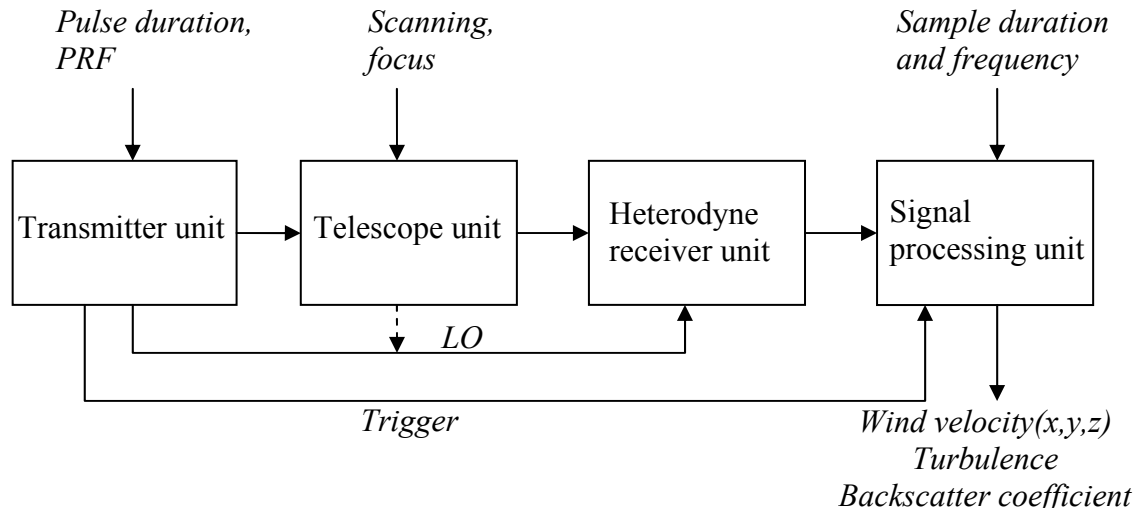 Pulse duration,
PRF
Scanning,
focus
Sample duration
and frequency
Transmitter unit
Telescope unit
Heterodyne
receiver unit
Signal
processing unit
LO
Trigger
Wind velocity(x,y,z)
Turbulence
Backscatter coefficient